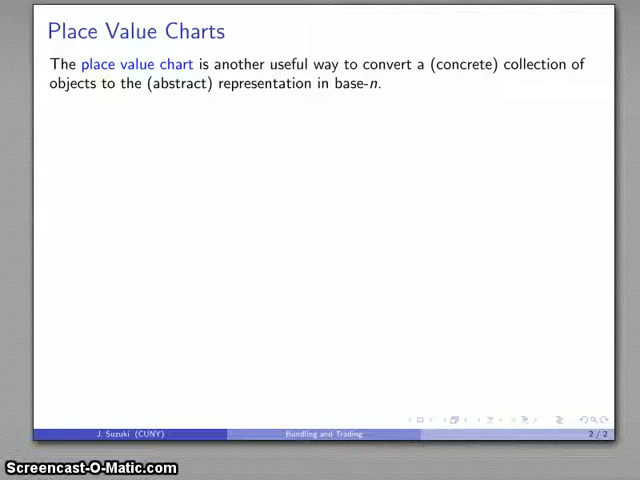 Place Value Charts
The place value chart is another useful way to convert a (concrete) collection of
objects to the (abstract) representation in base-n.
J. Suzuki (CUNY)
Bundling and Trading
2 / 2
Screencast-O-Matic.com